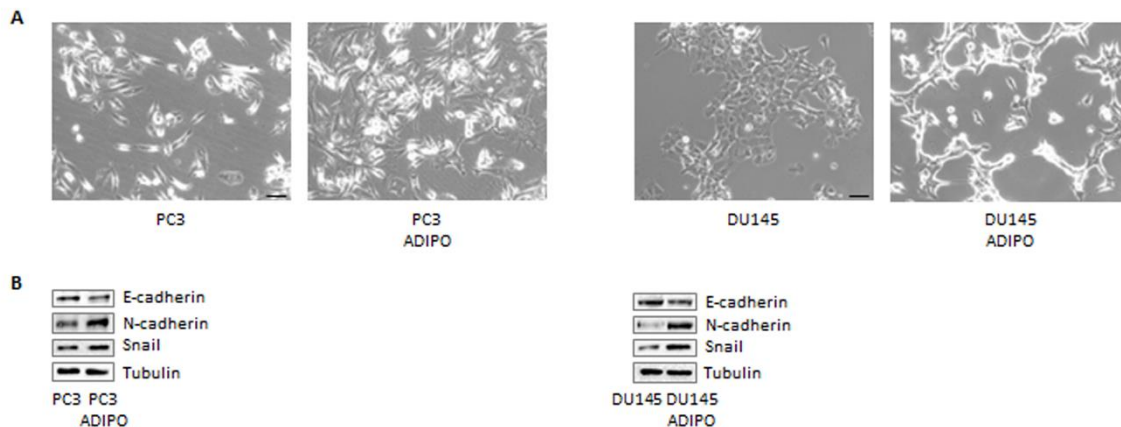 A
PC3
PC3
ADIPO
DU145
DU145
ADIPO
B
E-cadherin
N-cadherin
Snail
Tubulin
PC3 PC3
ADIPO
E-cadherin
N-cadherin
Snail
Tubulin
DU145 DU145
ADIPO